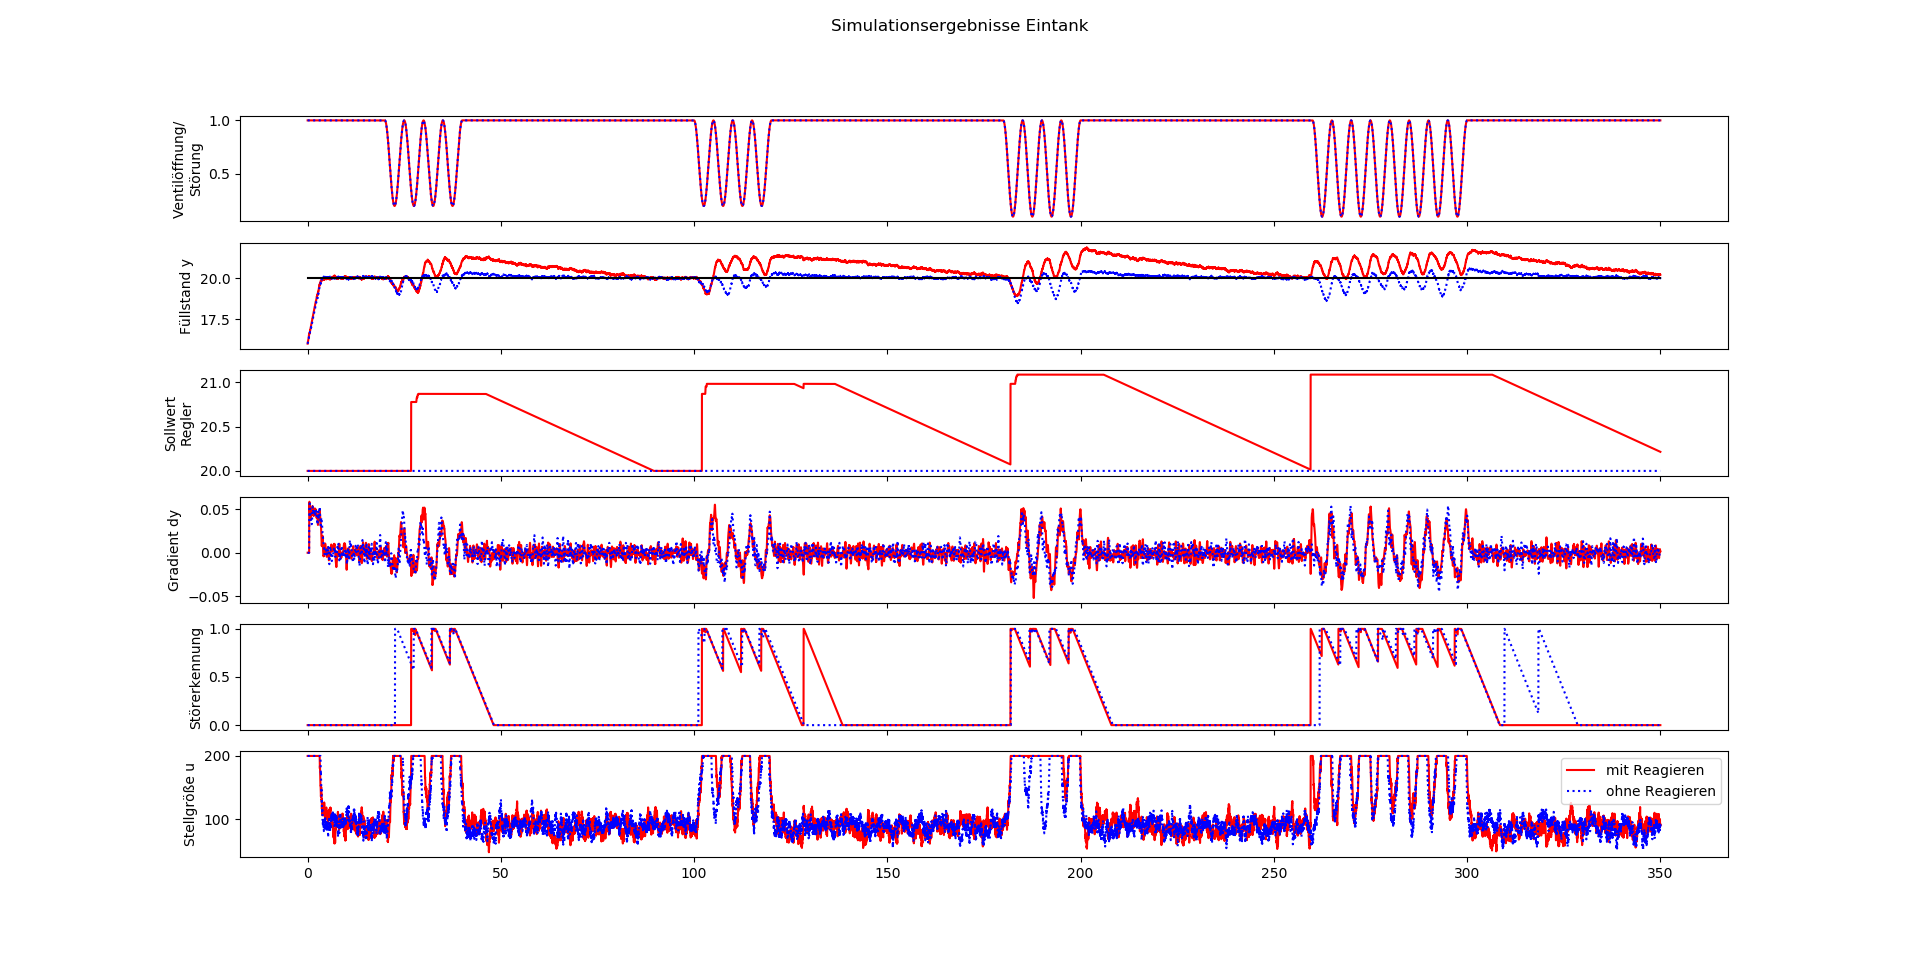 Simulationsergebnisse Eintank
Ventilöffnung/
Störung
1.0
0.5
Füllstand y
20.0
17.5
Sollwert
Regler
21.0
20.5
20.0
Gradient dy
0.05
0.00
−0.05
Störerkennung
1.0
0.5
0.0
Stellgröße u
200
100
mit Reagieren
ohne Reagieren
0 50 100 150 200 250 300 350